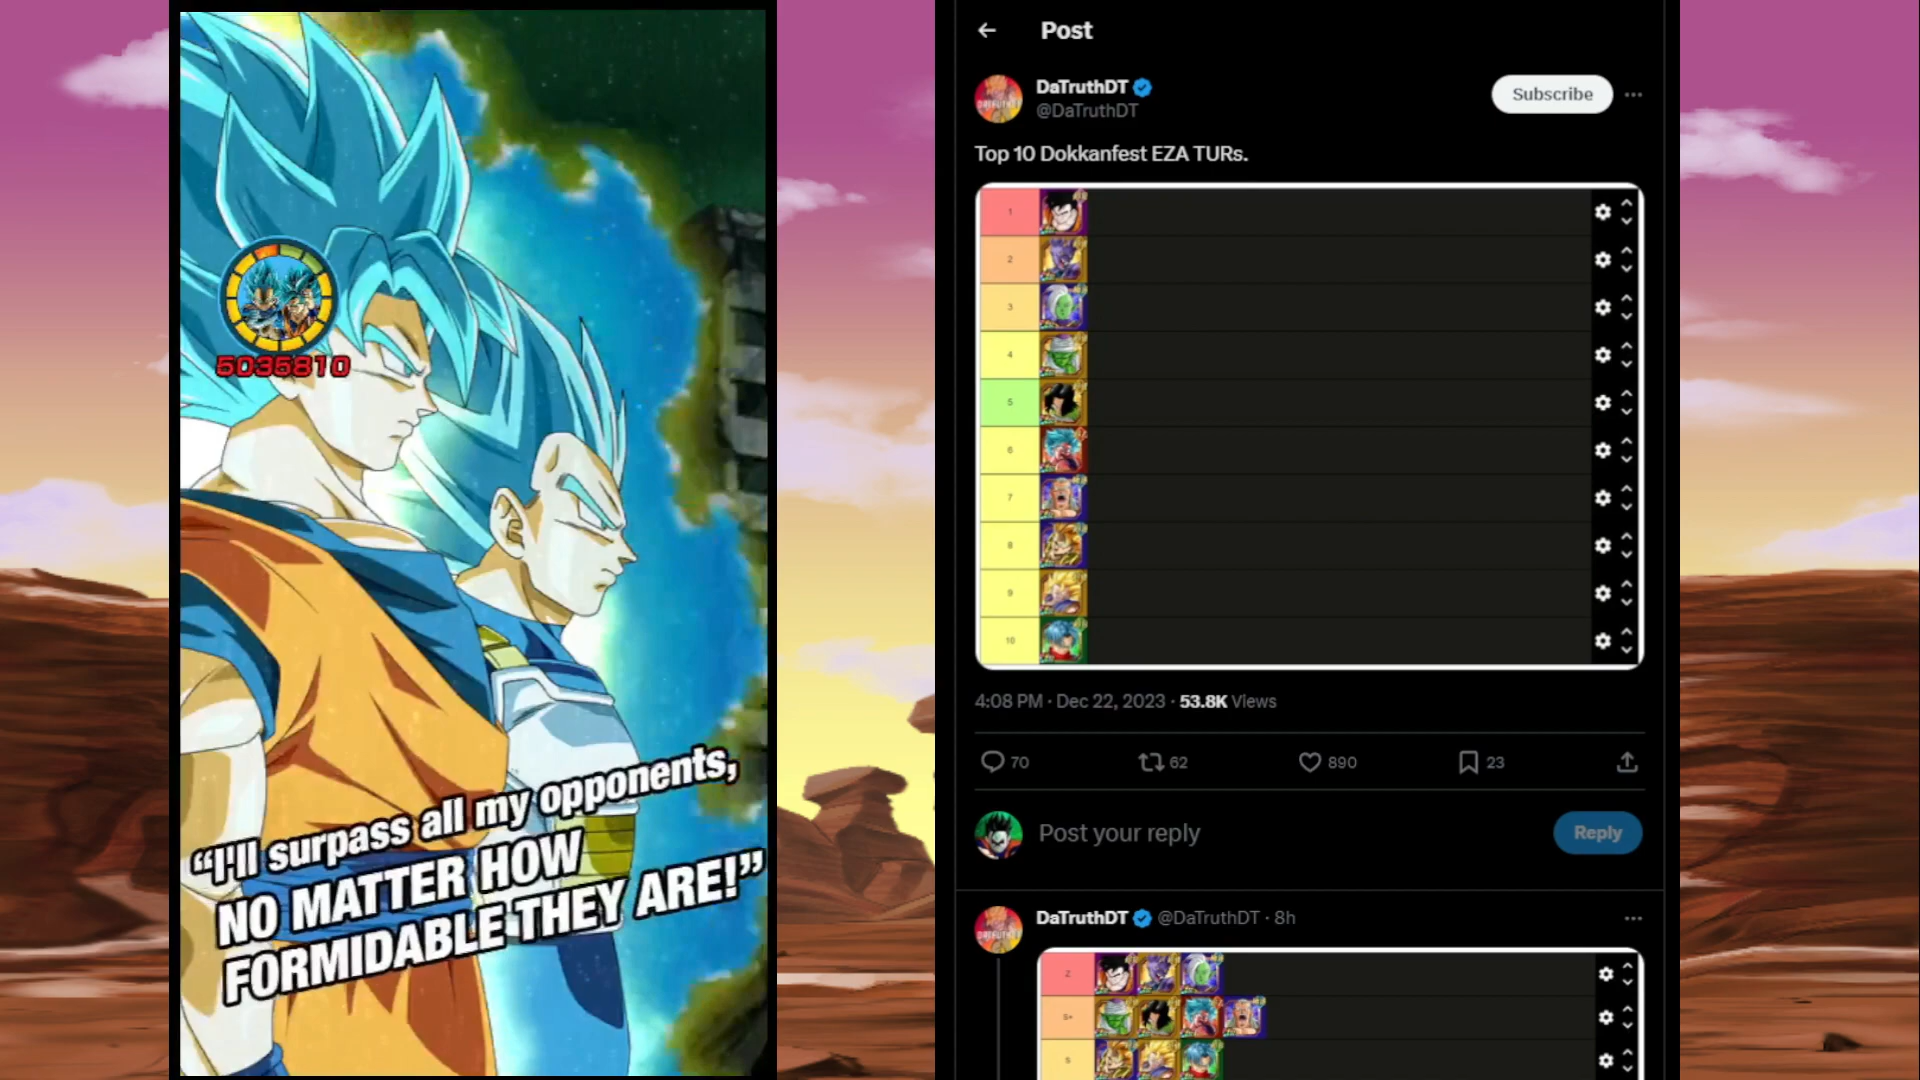 5035810
“I'll surpass all my opponents,
NO MATTER HOW
FORMIDABLE THEY ARE!”
Post
DaTruthDT
@DaTruthDT
Subscribe
Top 10 Dokkanfest EZA TURs.
1
2
3
4
5
6
7
8
9
10
4:08 PM · Dec 22, 2023 · 53.8K Views
70 62 890 23
Post your reply
Reply
DaTruthDT @DaTruthDT · 8h
Z
S+
S